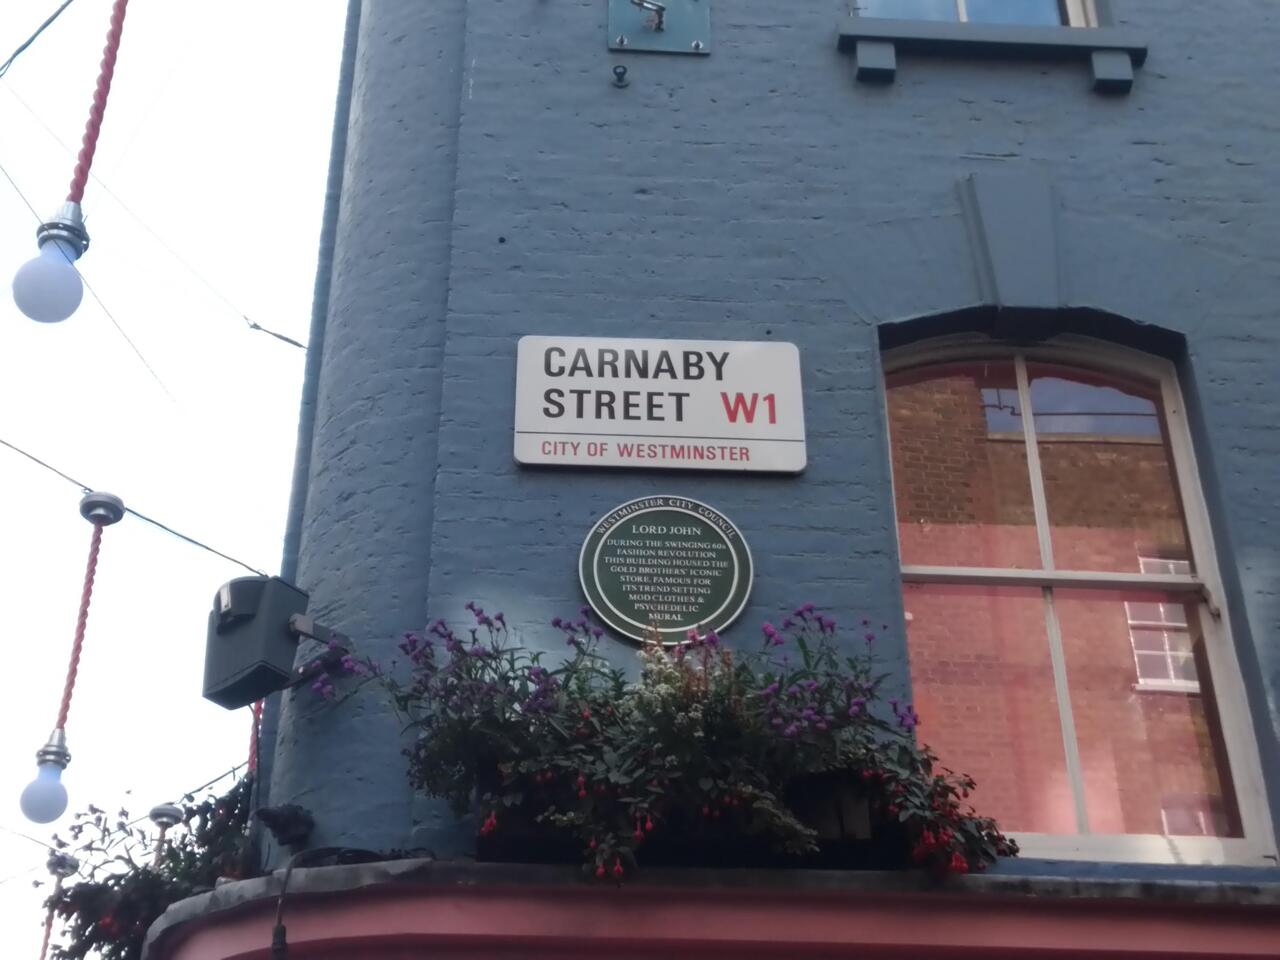 CARNABY
STREET W1
CITY OF WESTMINSTER
WESTMINSTER CITY COUNCIL
LORD JOHN
DURING THE SWINGING 60s
FASHION REVOLUTION
THIS BUILDING HOUSED THE
GOLD BROTHERS' ICONIC
STORE, FAMOUS FOR
ITS TREND SETTING
MOD CLOTHES &
PSYCHEDELIC
MURAL